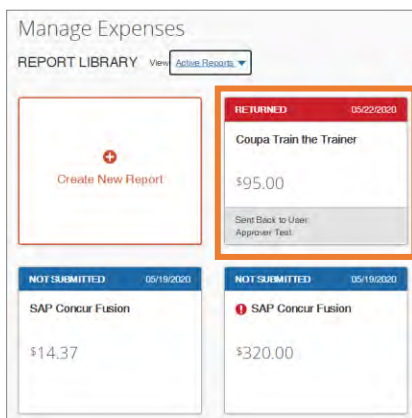 Manage Expenses
REPORT LIBRARY View: Active Reports
Create New Report
RETURNED 05/22/2020
Coupa Train the Trainer
$95.00
Sent Back to User
Approver Test
NOT SUBMITTED 05/19/2020
SAP Concur Fusion
$14.37
NOT SUBMITTED 05/19/2020
SAP Concur Fusion
$320.00